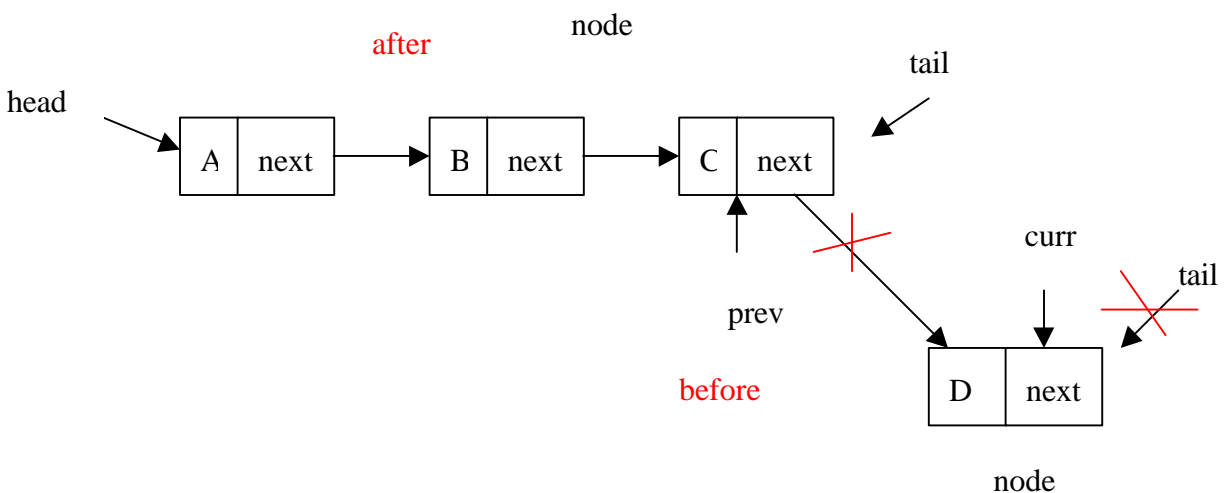 node
after
tail
head
A next
B next
C next
curr
tail
prev
before
D next
node